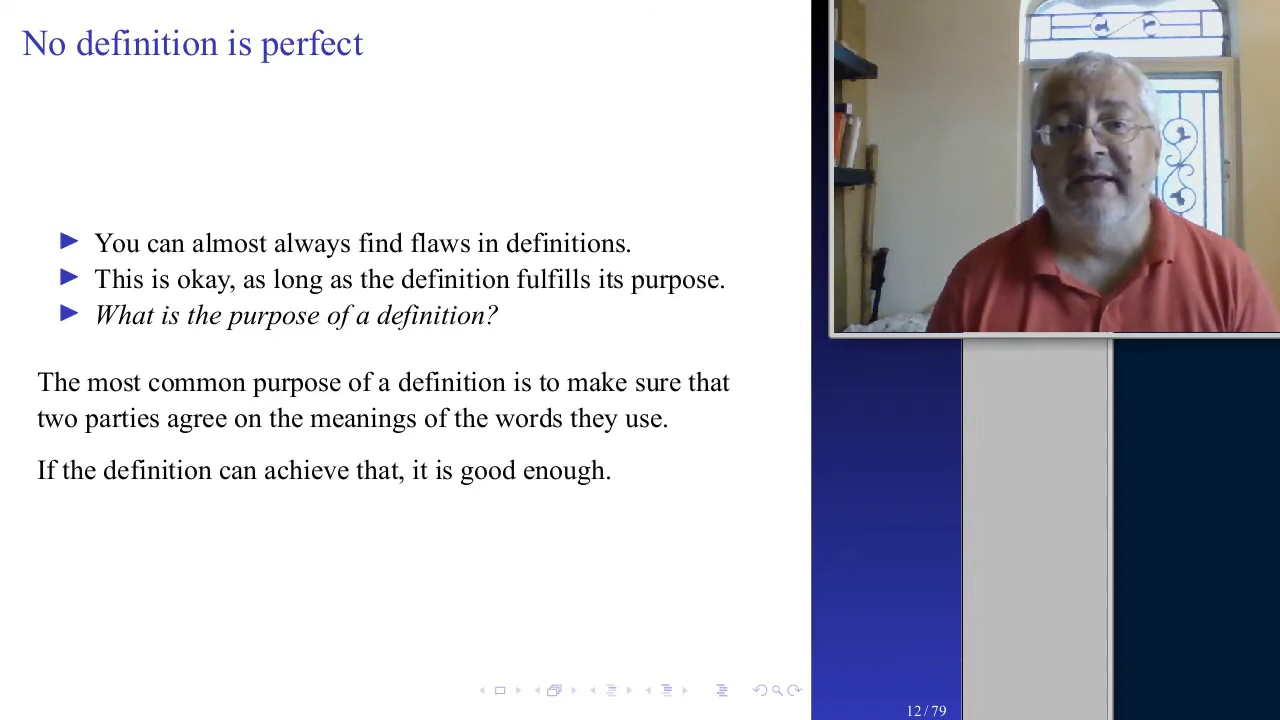 No definition is perfect
▶ You can almost always find flaws in definitions.
▶ This is okay, as long as the definition fulfills its purpose.
▶ What is the purpose of a definition?
The most common purpose of a definition is to make sure that
two parties agree on the meanings of the words they use.
If the definition can achieve that, it is good enough.
12 / 79